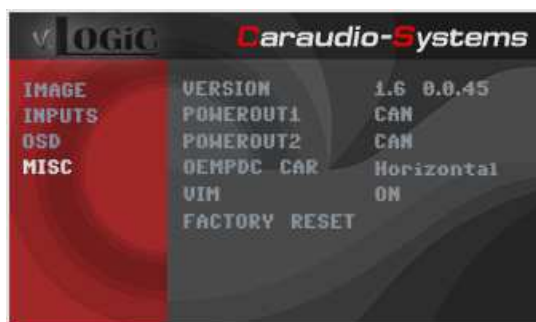 v LOGiC Caraudio-Systems
IMAGE
INPUTS
OSD
MISC
VERSION 1.6 0.0.45
POWEROUT1 CAN
POWEROUT2 CAN
OEMPDC CAR Horizontal
VIM ON
FACTORY RESET